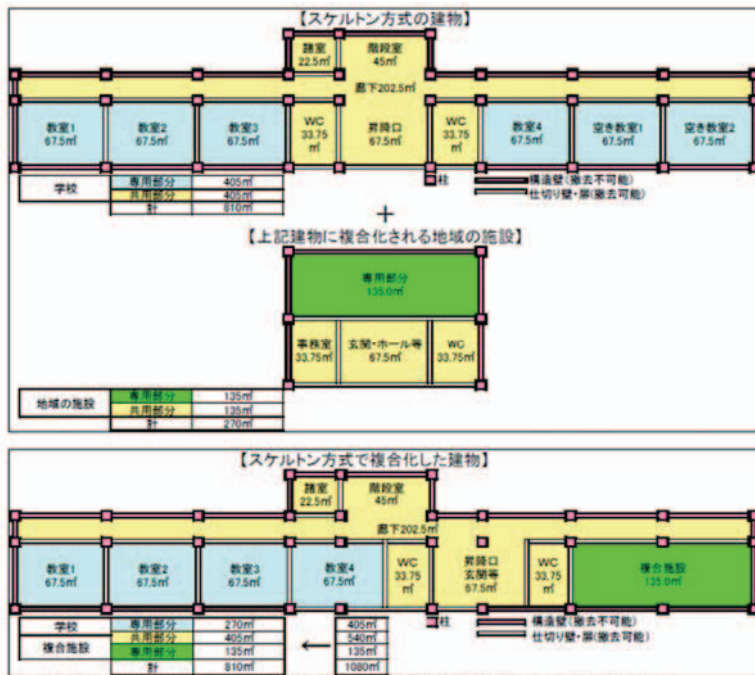 【スケルトン方式の建物】
諸室
22.5㎡
階段室
45㎡
廊下202.5㎡
教室1
67.5㎡
教室2
67.5㎡
教室3
67.5㎡
WC
33.75
㎡
昇降口
67.5㎡
WC
33.75
㎡
教室4
67.5㎡
空き教室1
67.5㎡
空き教室2
67.5㎡
学校
専用部分 405㎡
共用部分 405㎡
計 810㎡
柱
構造壁(撤去不可能)
仕切り壁・扉(撤去可能)
+
【上記建物に複合化される地域の施設】
専用部分
135.0㎡
事務室
33.75㎡
玄関・ホール等
67.5㎡
WC
33.75㎡
地域の施設
専用部分 135㎡
共用部分 135㎡
計 270㎡
【スケルトン方式で複合化した建物】
諸室
22.5㎡
階段室
45㎡
廊下202.5㎡
教室1
67.5㎡
教室2
67.5㎡
教室3
67.5㎡
教室4
67.5㎡
WC
33.75
㎡
昇降口
玄関等
67.5㎡
WC
33.75
㎡
複合施設
135.0㎡
学校
複合施設
専用部分 270㎡ 405㎡
共用部分 405㎡ ← 540㎡
専用部分 135㎡ 135㎡
計 810㎡ 1080㎡
柱
構造壁(撤去不可能)
仕切り壁・扉(撤去可能)